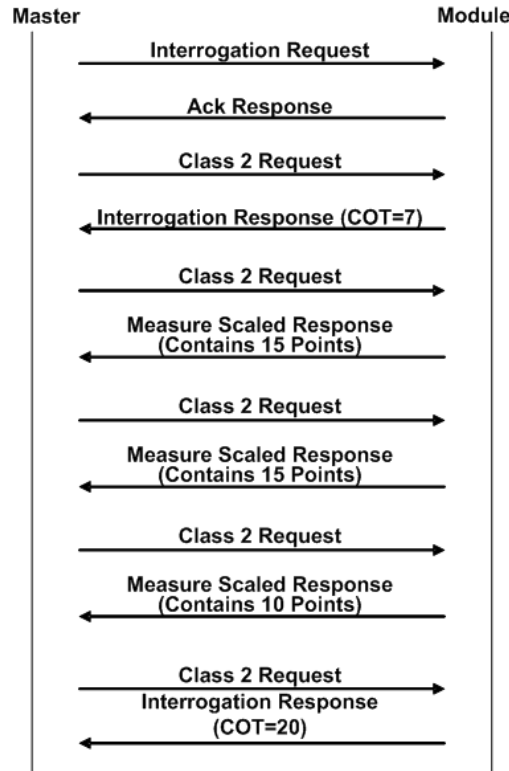 Master Module
Interrogation Request
Ack Response
Class 2 Request
Interrogation Response (COT=7)
Class 2 Request
Measure Scaled Response
(Contains 15 Points)
Class 2 Request
Measure Scaled Response
(Contains 15 Points)
Class 2 Request
Measure Scaled Response
(Contains 10 Points)
Class 2 Request
Interrogation Response
(COT=20)